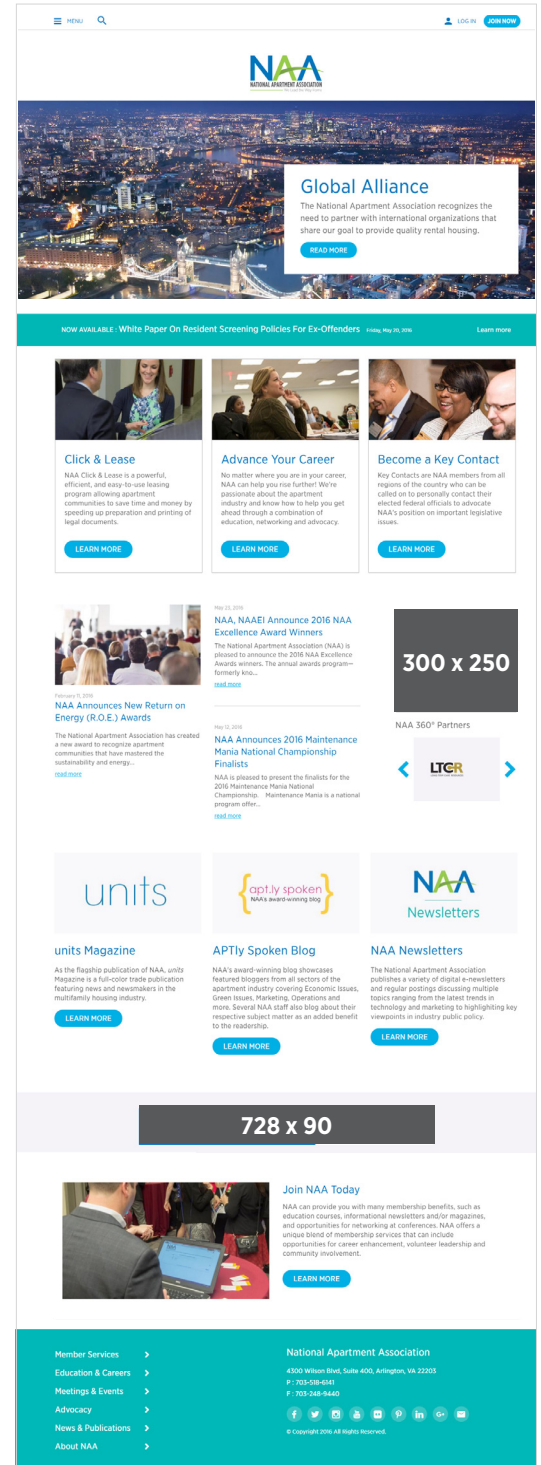 MENU
LOG IN
JOIN NOW
NAA
NATIONAL APARTMENT ASSOCIATION
Global Alliance
The National Apartment Association recognizes the
need to partner with international organizations that
share our goal to provide quality rental housing.
READ MORE
NOW AVAILABLE : White Paper On Resident Screening Policies For Ex-Offenders Friday, May 20, 2016
Learn more
Click & Lease
NAA Click & Lease is a powerful,
efficient, and easy-to-use leasing
program allowing apartment
communities to save time and money by
speeding up preparation and printing of
legal documents.
LEARN MORE
Advance Your Career
No matter where you are in your career,
NAA can help you rise further! We're
passionate about the apartment
industry and know how to help you get
ahead through a combination of
education, networking and advocacy.
LEARN MORE
Become a Key Contact
Key Contacts are NAA members from all
regions of the country who can be
called on to personally contact their
elected federal officials to advocate
NAA's position on important legislative
issues.
LEARN MORE
February 11, 2016
NAA Announces New Return on
Energy (R.O.E.) Awards
The National Apartment Association has created
a new award to recognize apartment
communities that have mastered the
sustainability and energy...
read more
May 23, 2016
NAA, NAAEI Announce 2016 NAA
Excellence Award Winners
The National Apartment Association (NAA) is
pleased to announce the 2016 NAA Excellence
Awards winners. The annual awards program—
formerly kno...
read more
May 12, 2016
NAA Announces 2016 Maintenance
Mania National Championship
Finalists
NAA is pleased to present the finalists for the
2016 Maintenance Mania National
Championship. Maintenance Mania is a national
program offer...
read more
300 x 250
NAA 360° Partners
LTCR
units
units Magazine
As the flagship publication of NAA, units
Magazine is a full-color trade publication
featuring news and newsmakers in the
multifamily housing industry.
LEARN MORE
{apt.ly spoken}
NAA's award-winning blog
APTly Spoken Blog
NAA's award-winning blog showcases
featured bloggers from all sectors of the
apartment industry covering Economic Issues,
Green Issues, Marketing, Operations and
more. Several NAA staff also blog about their
respective subject matter as an added benefit
to the readership.
LEARN MORE
NAA
Newsletters
NAA Newsletters
The National Apartment Association
publishes a variety of digital e-newsletters
and regular postings discussing multiple
topics ranging from the latest trends in
technology and marketing to highlighting key
viewpoints in industry public policy.
LEARN MORE
728 x 90
Join NAA Today
NAA can provide you with many membership benefits, such as
education courses, informational newsletters and/or magazines,
and opportunities for networking at conferences. NAA offers a
unique blend of membership services that can include
opportunities for career enhancement, volunteer leadership and
community involvement.
LEARN MORE
Member Services
Education & Careers
Meetings & Events
Advocacy
News & Publications
About NAA
National Apartment Association
4300 Wilson Blvd, Suite 400, Arlington, VA 22203
P : 703-518-6141
F : 703-248-9440
© Copyright 2016 All Rights Reserved.